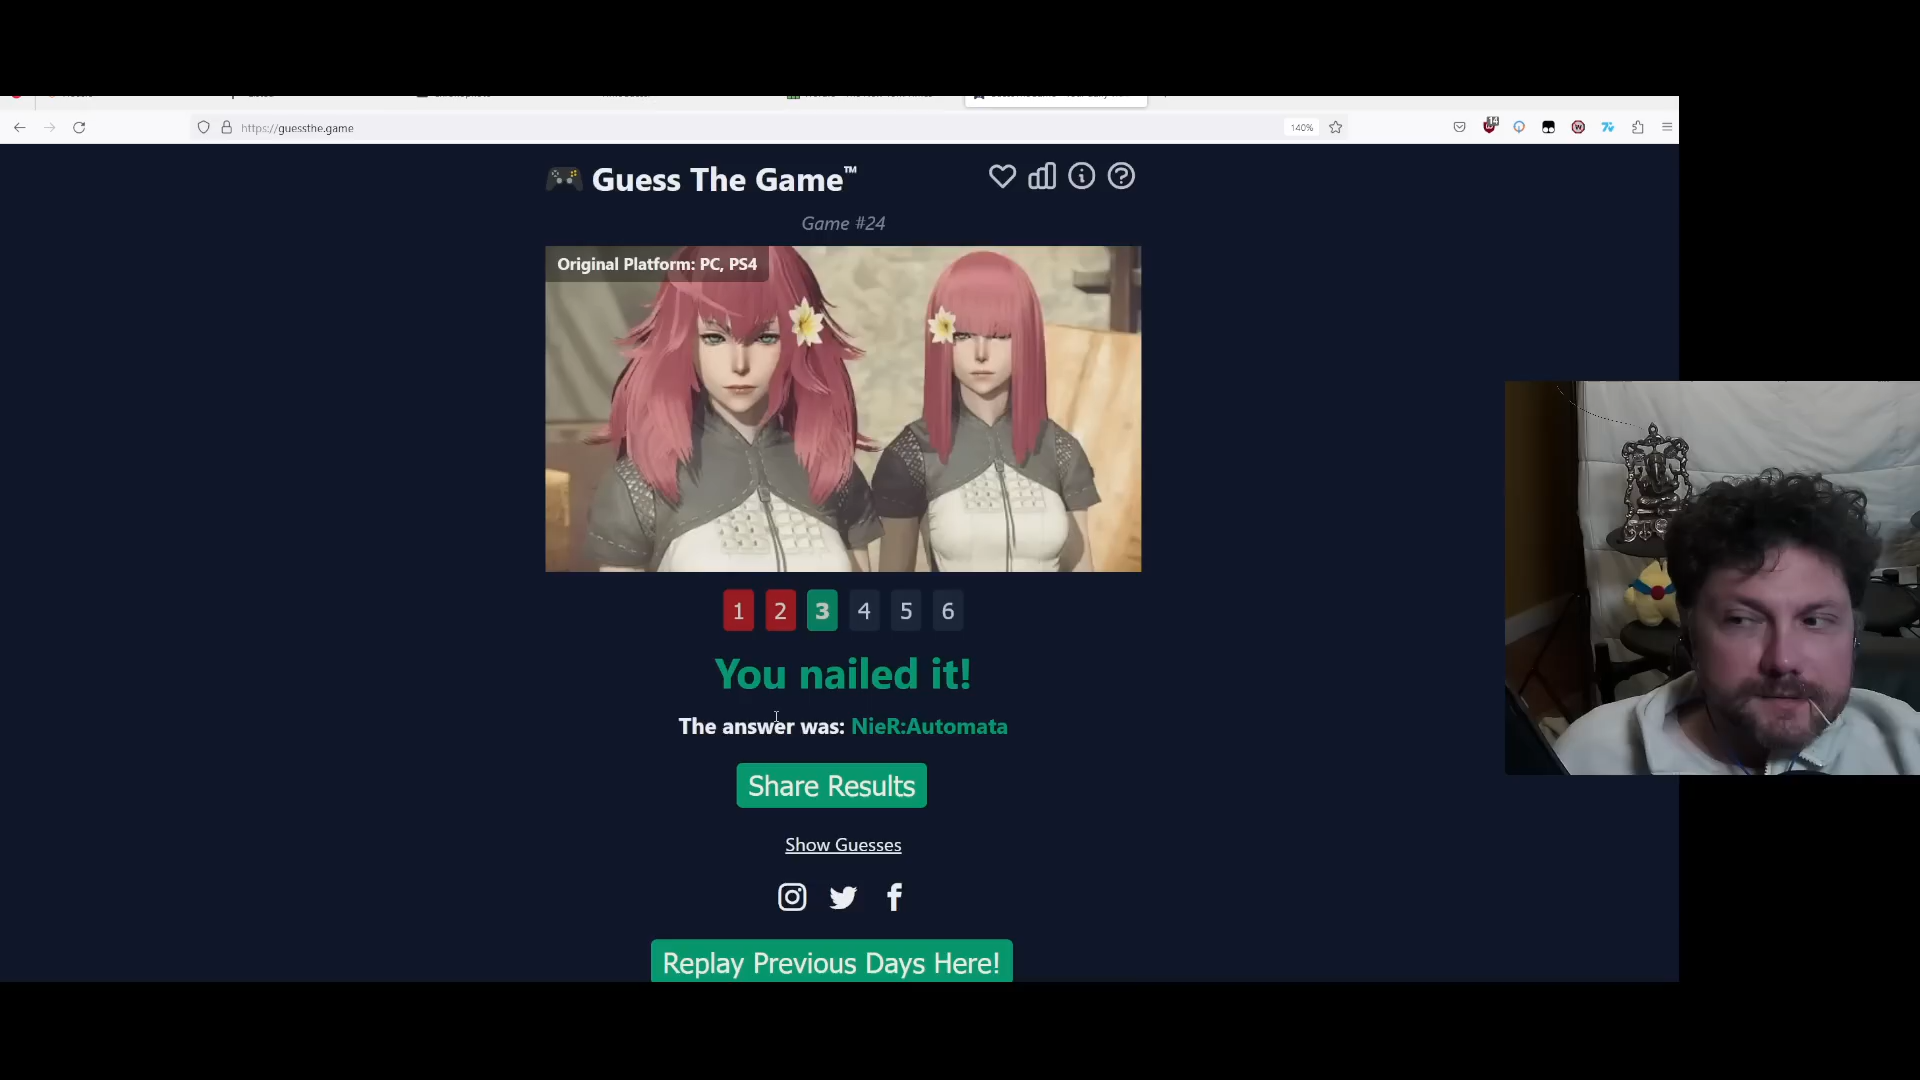 https://guessthe.game
140%
14
Guess The Game™
Game #24
Original Platform: PC, PS4
1 2 3 4 5 6
You nailed it!
The answer was: NieR:Automata
Share Results
Show Guesses
Replay Previous Days Here!